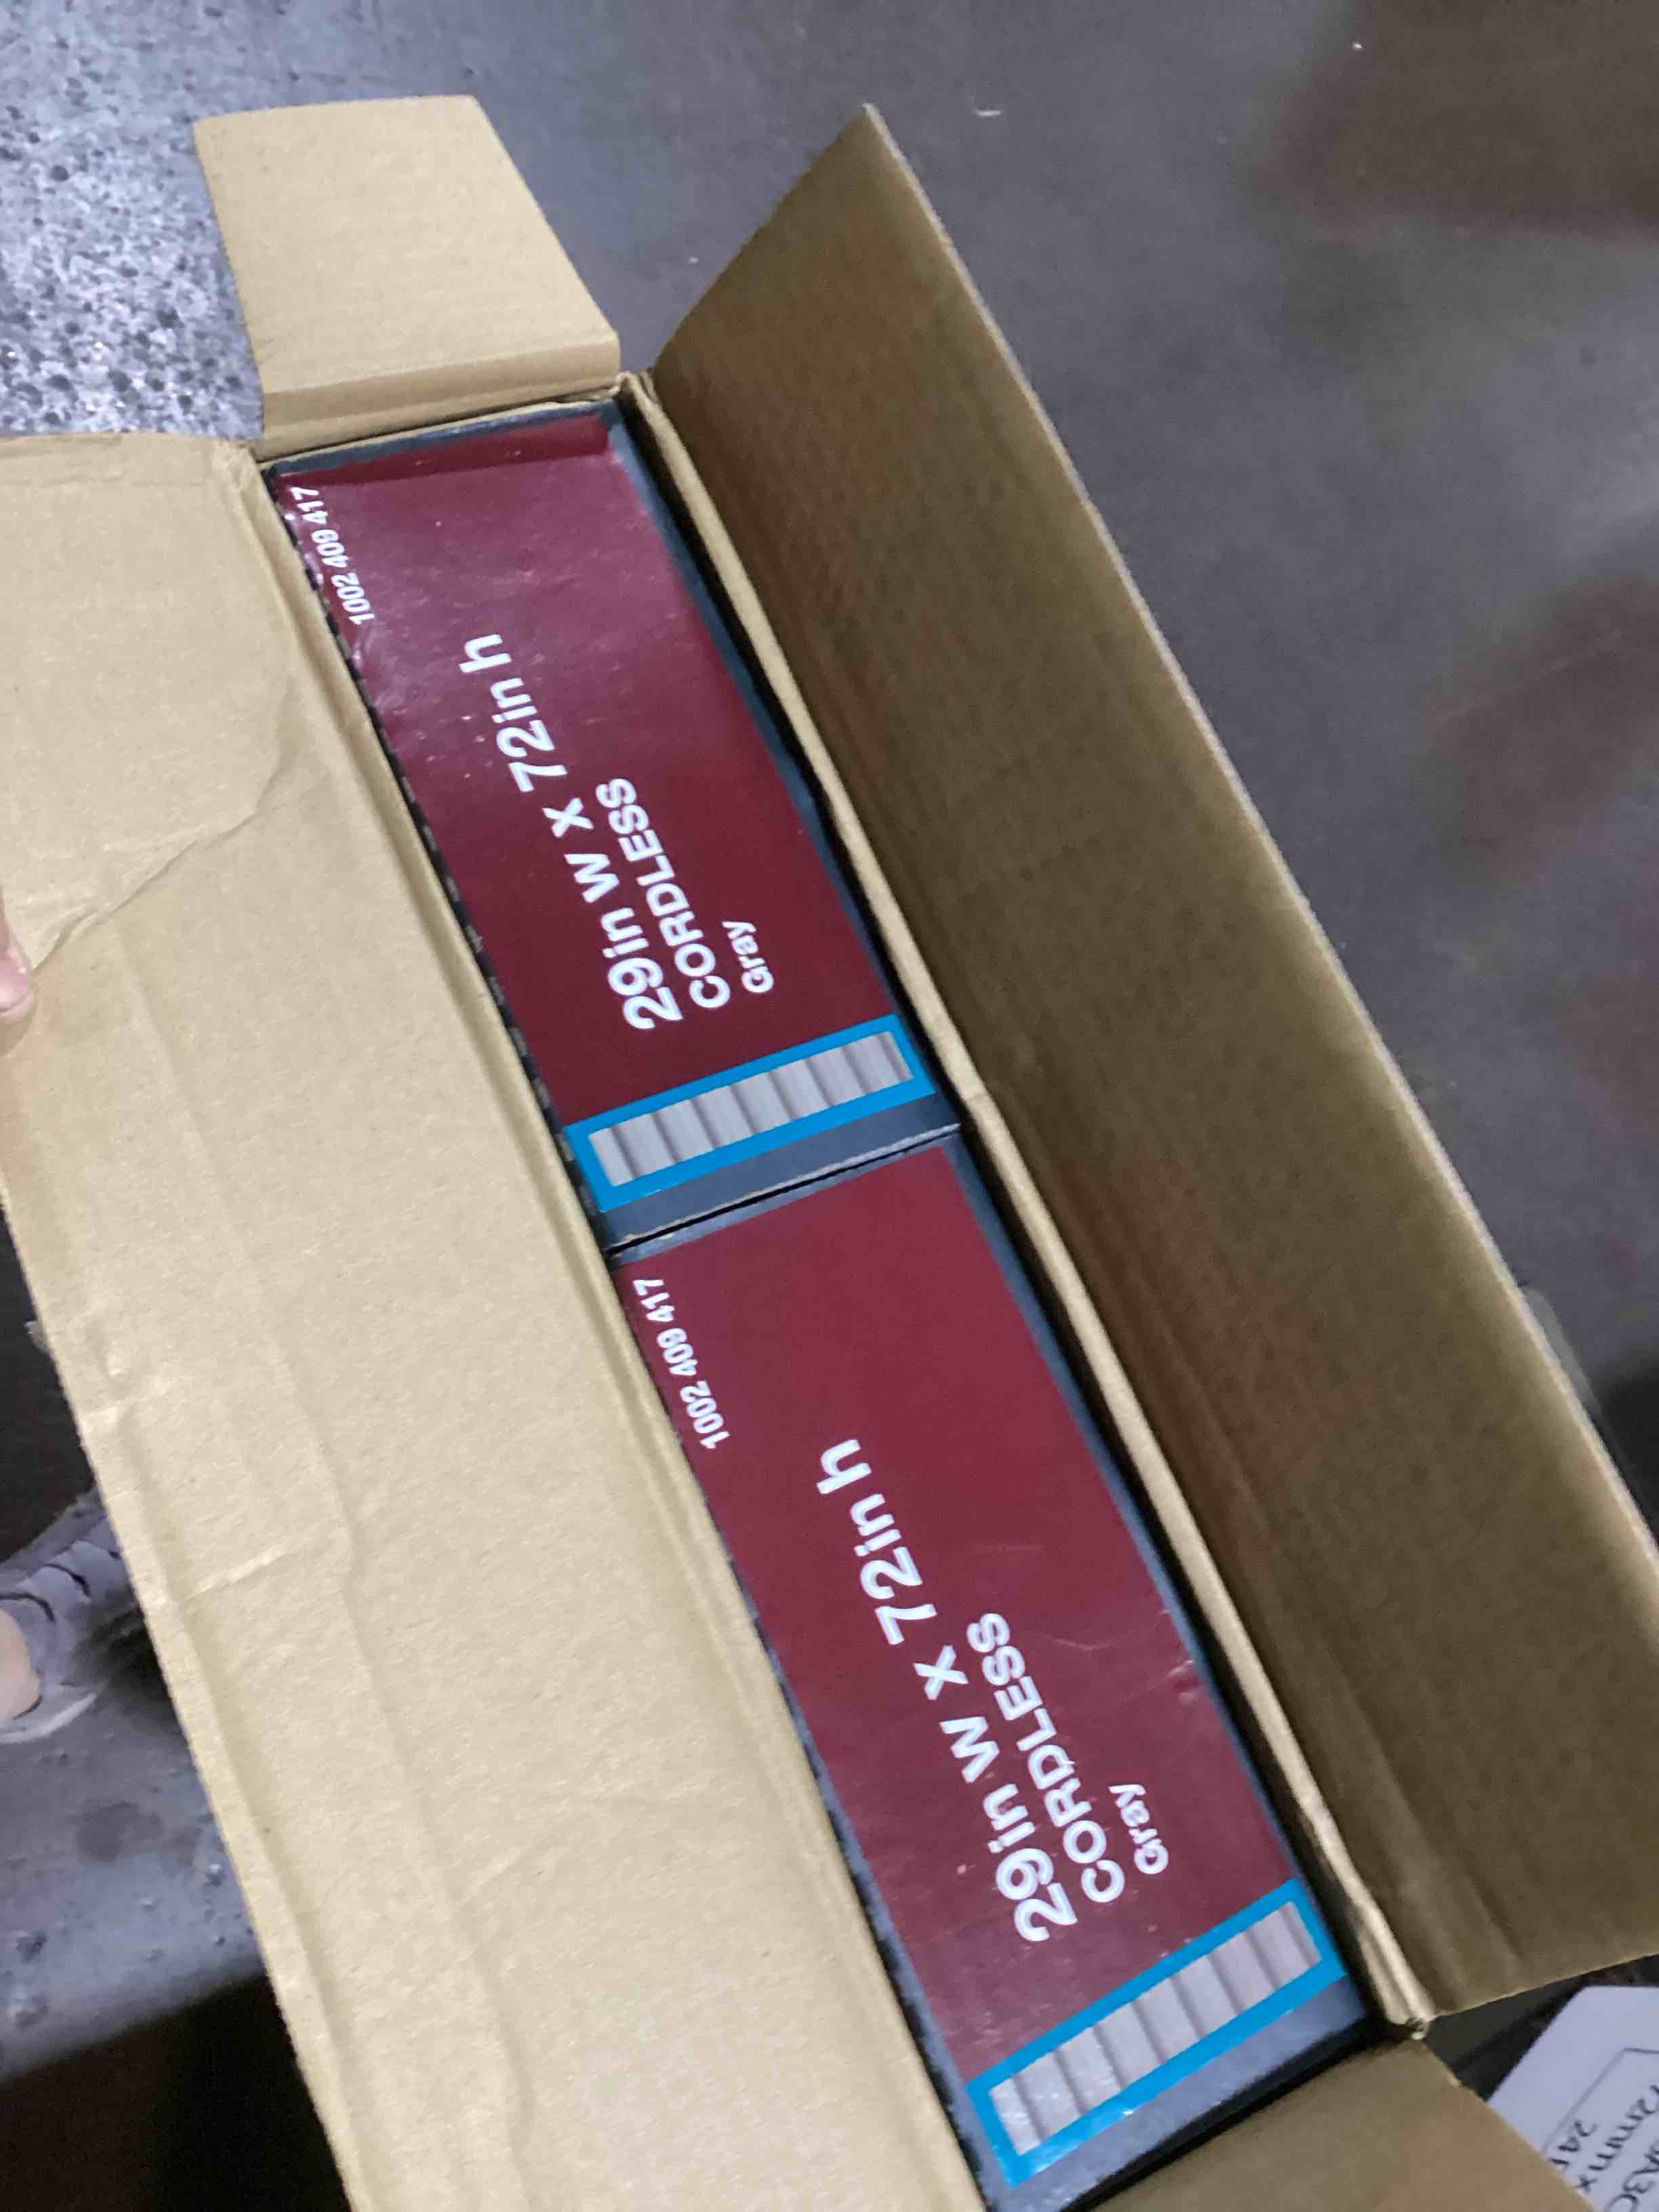 1002 409 417
29in W X 72in h
CORDLESS
Gray
1002 409 417
29in W X 72in h
CORDLESS
Gray